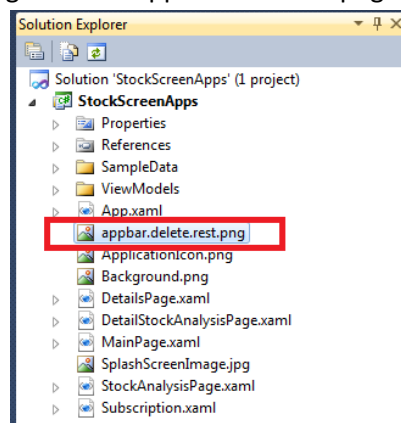 Solution Explorer
Solution 'StockScreenApps' (1 project)
StockScreenApps
Properties
References
SampleData
ViewModels
App.xaml
appbar.delete.rest.png
ApplicationIcon.png
Background.png
DetailsPage.xaml
DetailStockAnalysisPage.xaml
MainPage.xaml
SplashScreenImage.jpg
StockAnalysisPage.xaml
Subscription.xaml